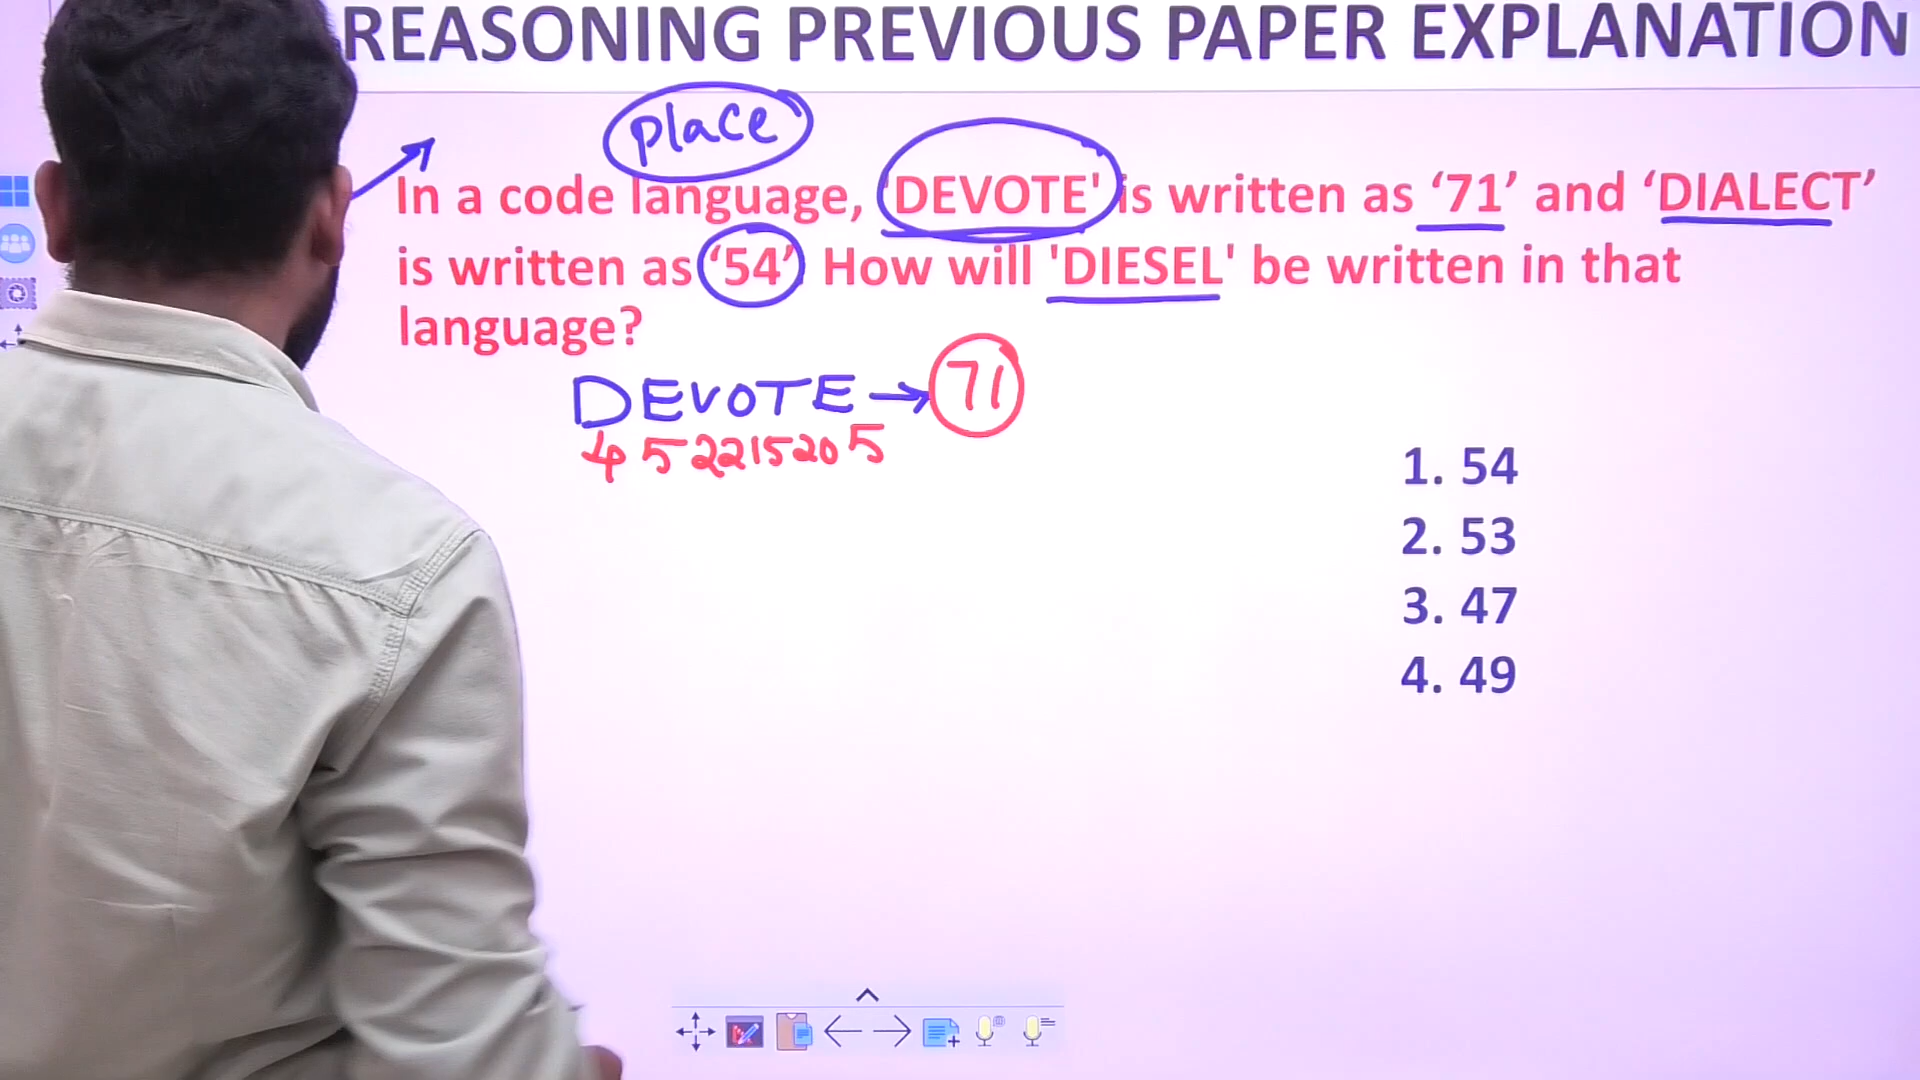 REASONING PREVIOUS PAPER EXPLANATION
place
In a code language, 'DEVOTE' is written as ‘71’ and ‘DIALECT’
is written as ‘54’. How will 'DIESEL' be written in that
language?
DEVOTE → 71
4 5 22 15 20 5
1. 54
2. 53
3. 47
4. 49